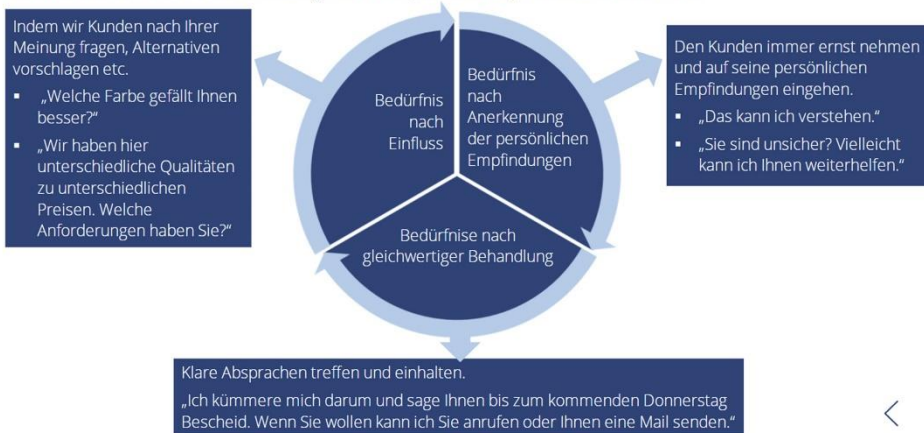 Indem wir Kunden nach Ihrer
Meinung fragen, Alternativen
vorschlagen etc.
▪ „Welche Farbe gefällt Ihnen
besser?“
▪ „Wir haben hier
unterschiedliche Qualitäten
zu unterschiedlichen
Preisen. Welche
Anforderungen haben Sie?“
Bedürfnis
nach
Einfluss
Bedürfnis
nach
Anerkennung
der persönlichen
Empfindungen
Den Kunden immer ernst nehmen
und auf seine persönlichen
Empfindungen eingehen.
▪ „Das kann ich verstehen.“
▪ „Sie sind unsicher? Vielleicht
kann ich Ihnen weiterhelfen.“
Bedürfnise nach
gleichwertiger Behandlung
Klare Absprachen treffen und einhalten.
„Ich kümmere mich darum und sage Ihnen bis zum kommenden Donnerstag
Bescheid. Wenn Sie wollen kann ich Sie anrufen oder Ihnen eine Mail senden.“